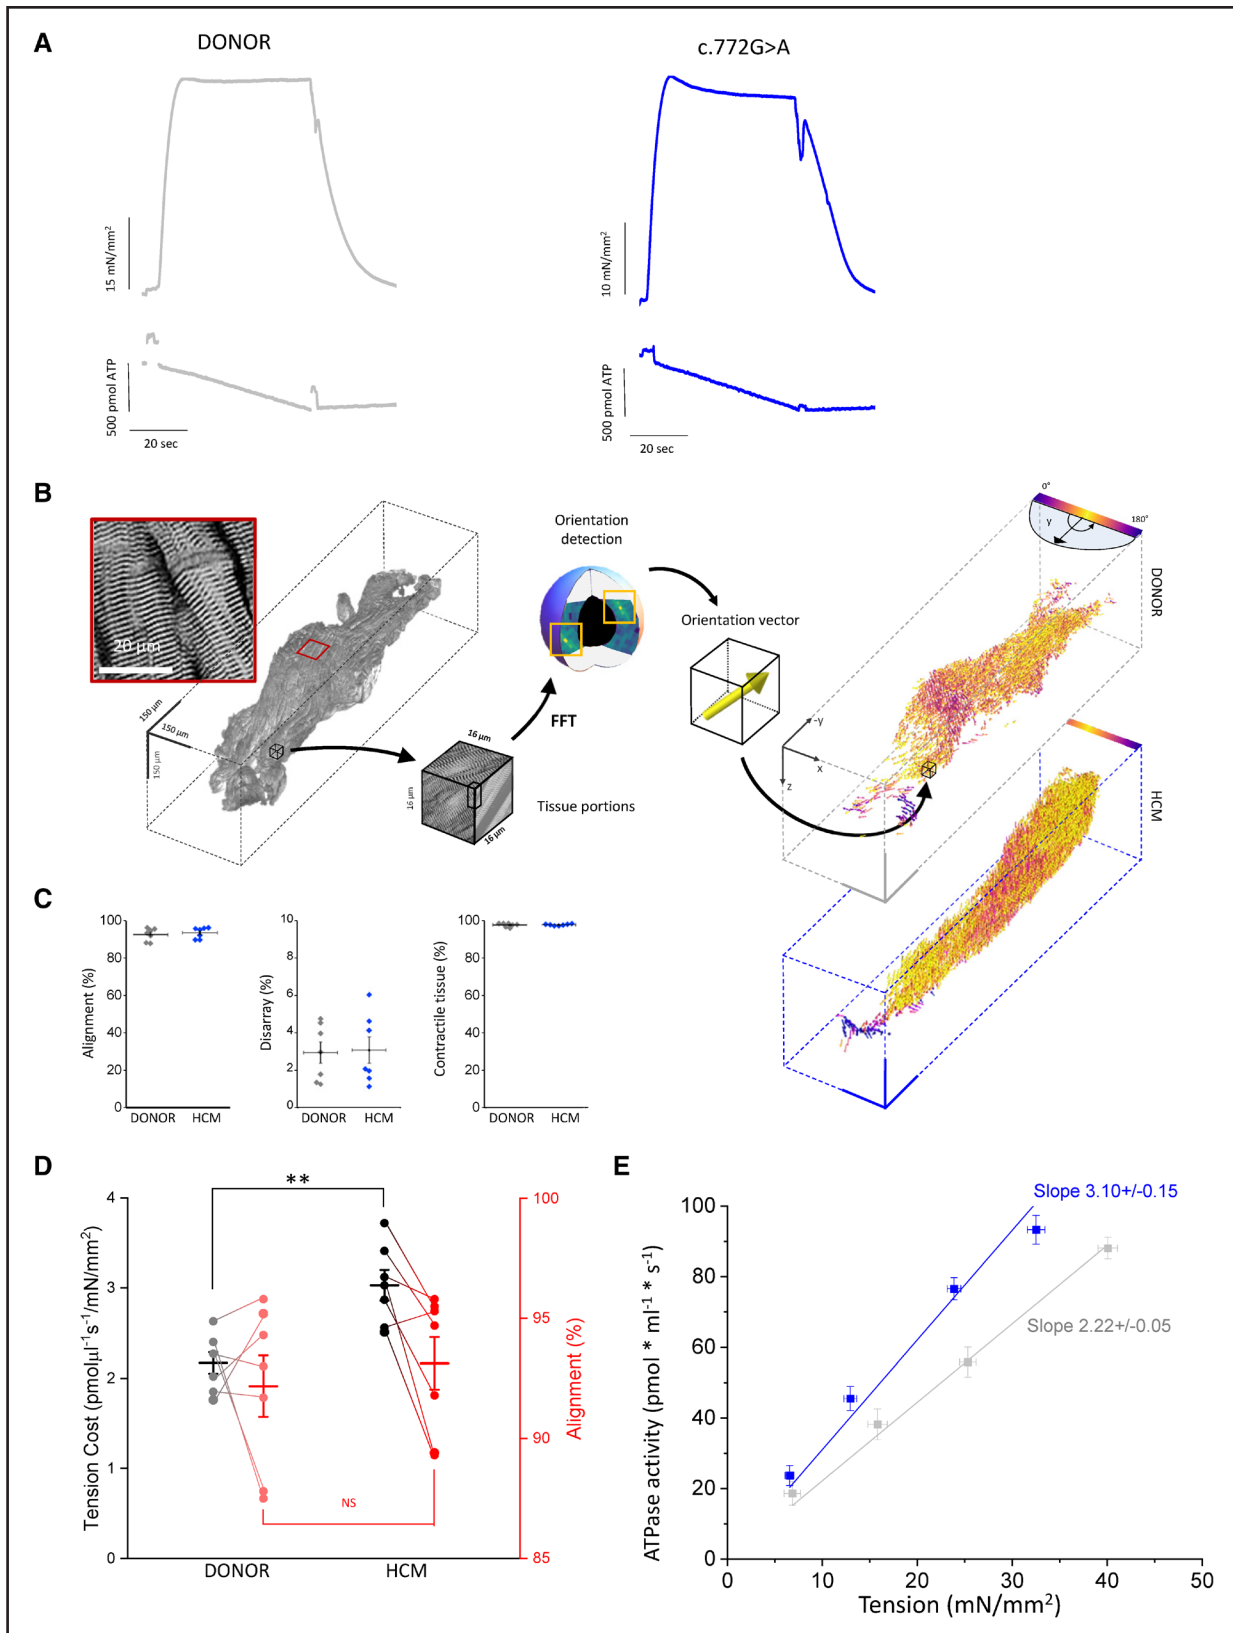 A
DONOR
c.772G>A
15 mN/mm²
10 mN/mm²
500 pmol ATP
500 pmol ATP
20 sec
20 sec
B
20 µm
150 µm
150 µm
150 µm
Orientation
detection
FFT
16 µm
16 µm
16 µm
Tissue portions
Orientation vector
0°
180°
y
-y
x
z
DONOR
HCM
C
Alignment (%)
100
80
60
40
20
0
DONOR
HCM
Disarray (%)
10
8
6
4
2
0
DONOR
HCM
Contractile tissue (%)
100
80
60
40
20
0
DONOR
HCM
D
Tension Cost (pmolµl⁻¹s⁻¹/mN/mm²)
4
3
2
1
0
**
NS
DONOR
HCM
100
95
90
85
Alignment (%)
E
ATPase activity (pmol * ml⁻¹ * s⁻¹)
100
80
60
40
20
0
Slope 3.10+/-0.15
Slope 2.22+/-0.05
0
10
20
30
40
50
Tension (mN/mm²)